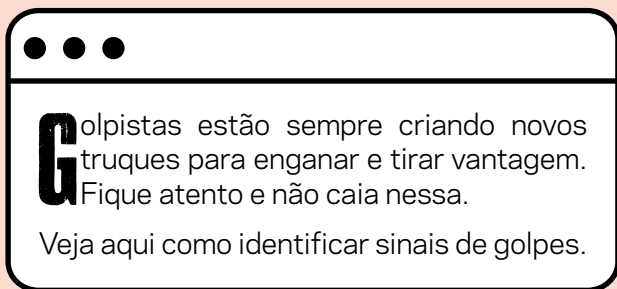 Golpistas estão sempre criando novos
truques para enganar e tirar vantagem.
Fique atento e não caia nessa.
Veja aqui como identificar sinais de golpes.